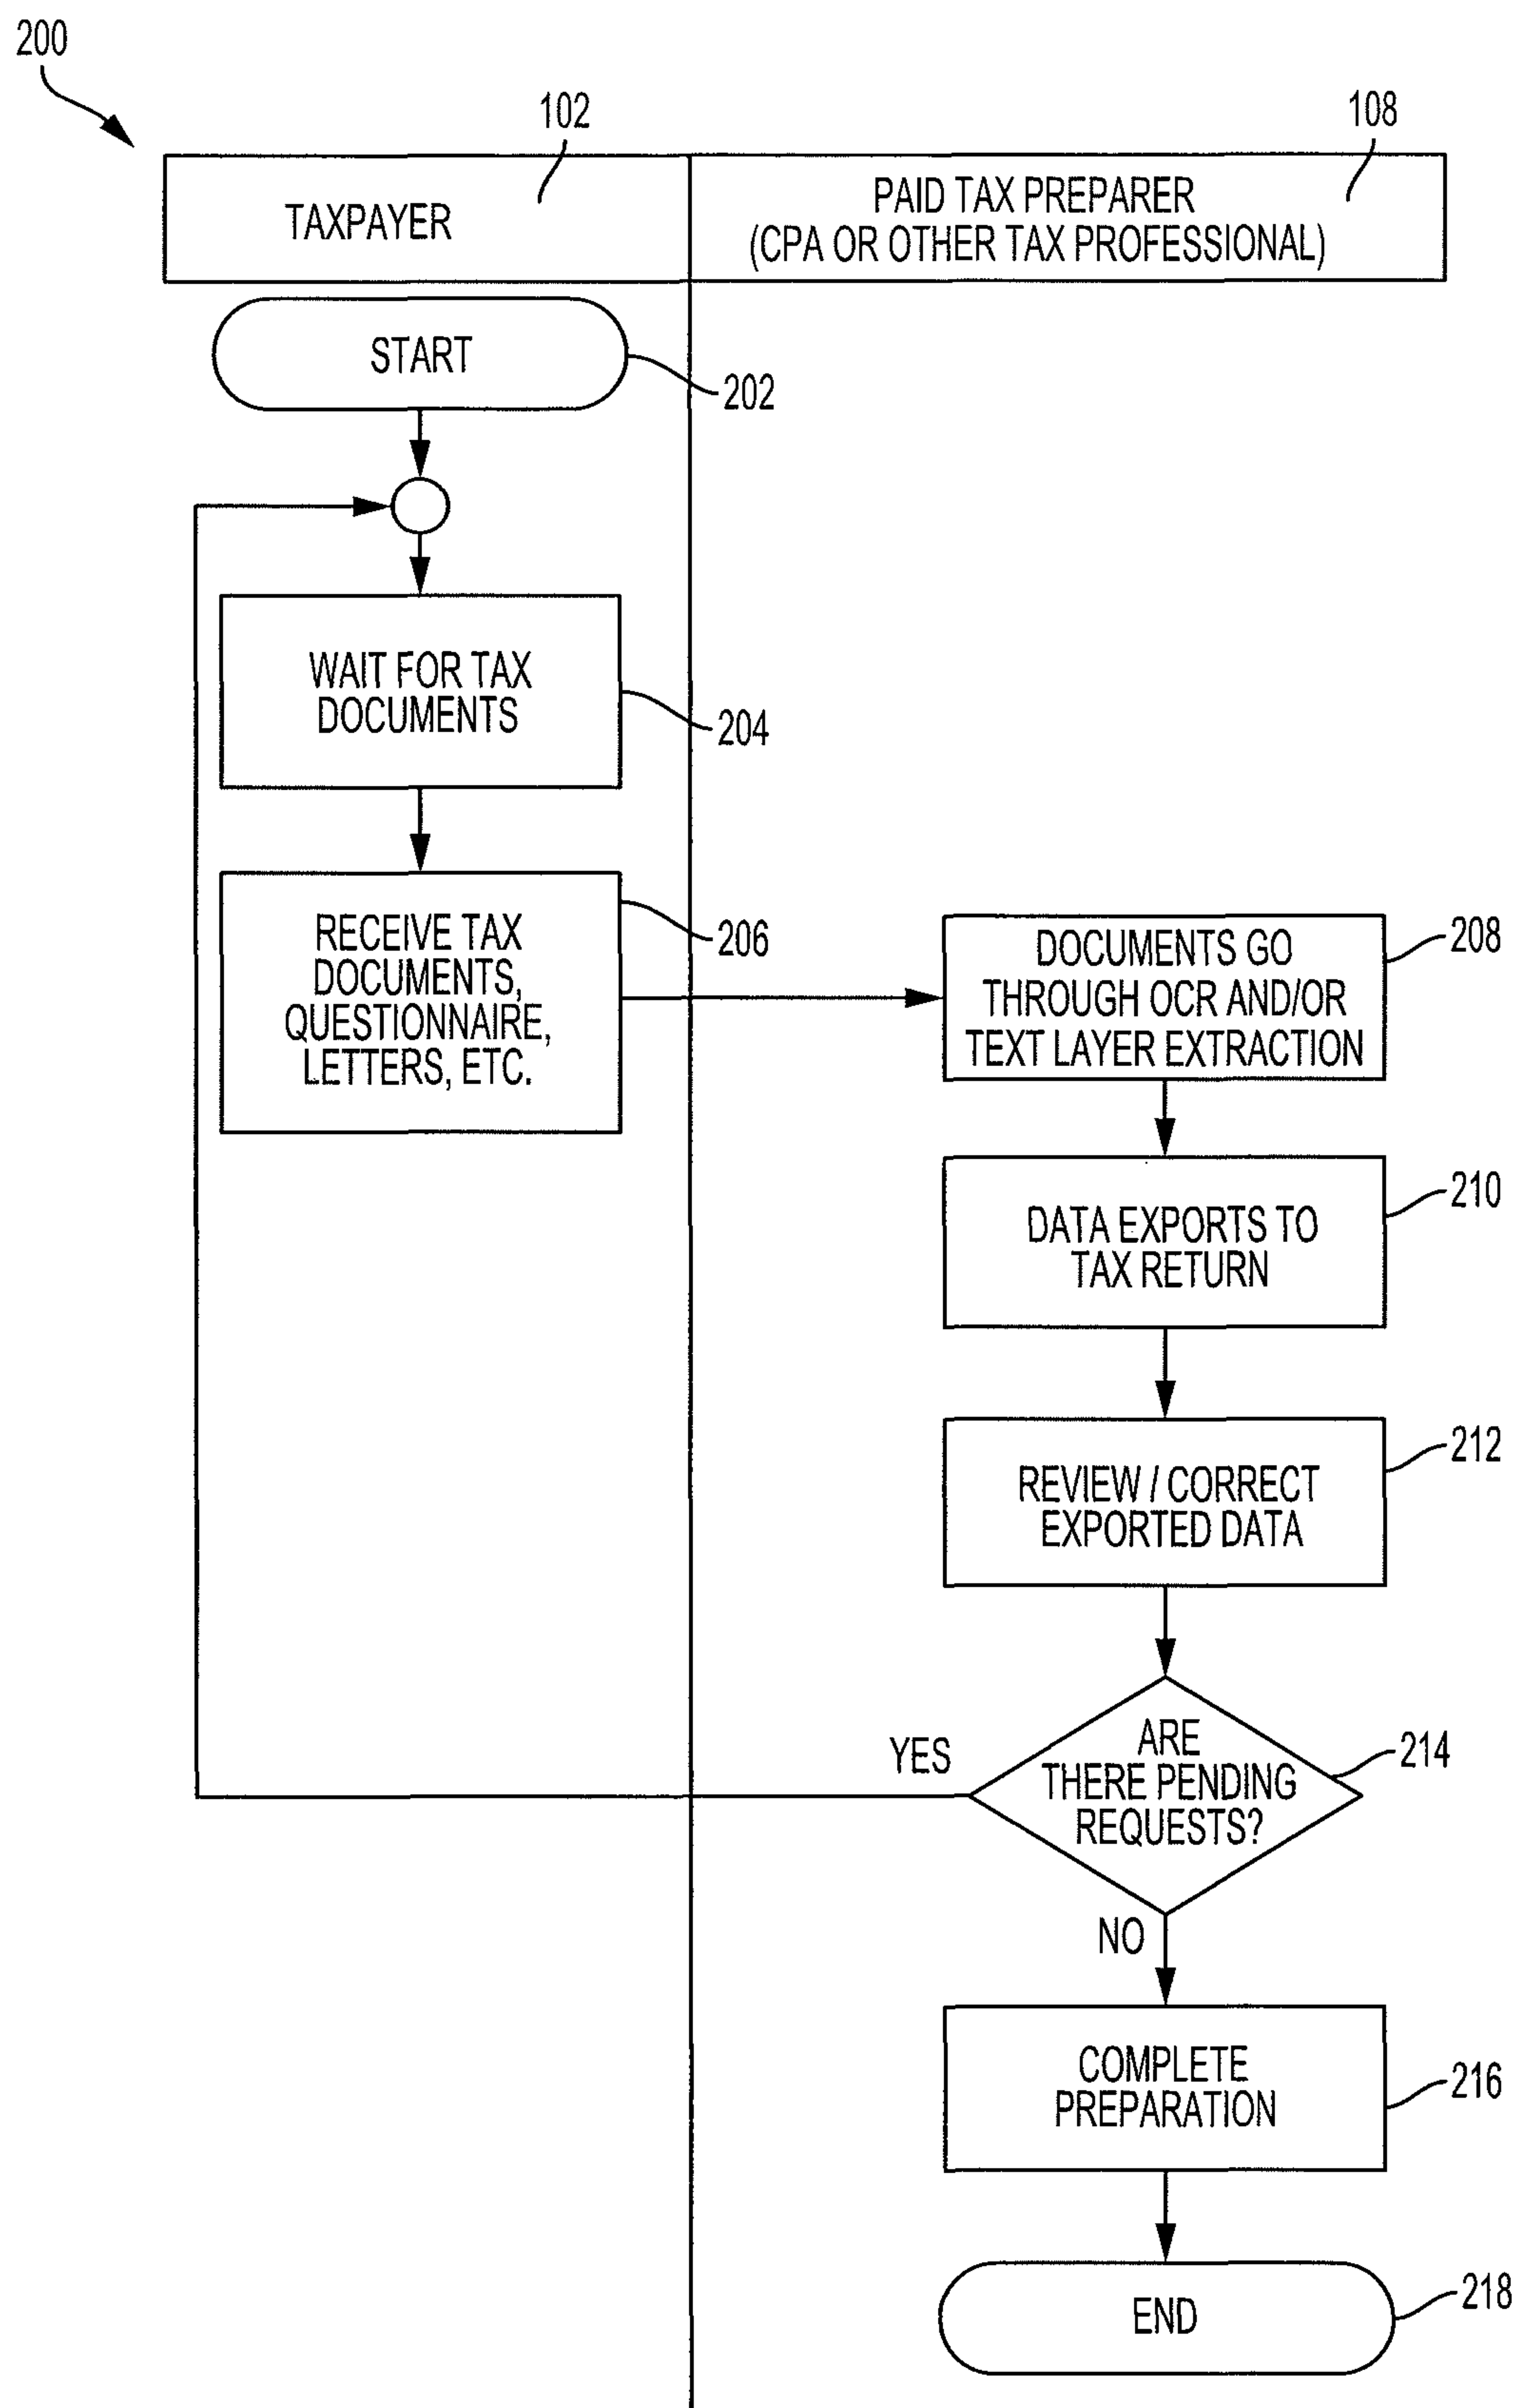 200
102
108
TAXPAYER
PAID TAX PREPARER
(CPA OR OTHER TAX PROFESSIONAL)
START
202
WAIT FOR TAX
DOCUMENTS
204
RECEIVE TAX
DOCUMENTS,
QUESTIONNAIRE,
LETTERS, ETC.
206
DOCUMENTS GO
THROUGH OCR AND/OR
TEXT LAYER EXTRACTION
208
DATA EXPORTS TO
TAX RETURN
210
REVIEW / CORRECT
EXPORTED DATA
212
YES
ARE
THERE PENDING
REQUESTS?
214
NO
COMPLETE
PREPARATION
216
END
218